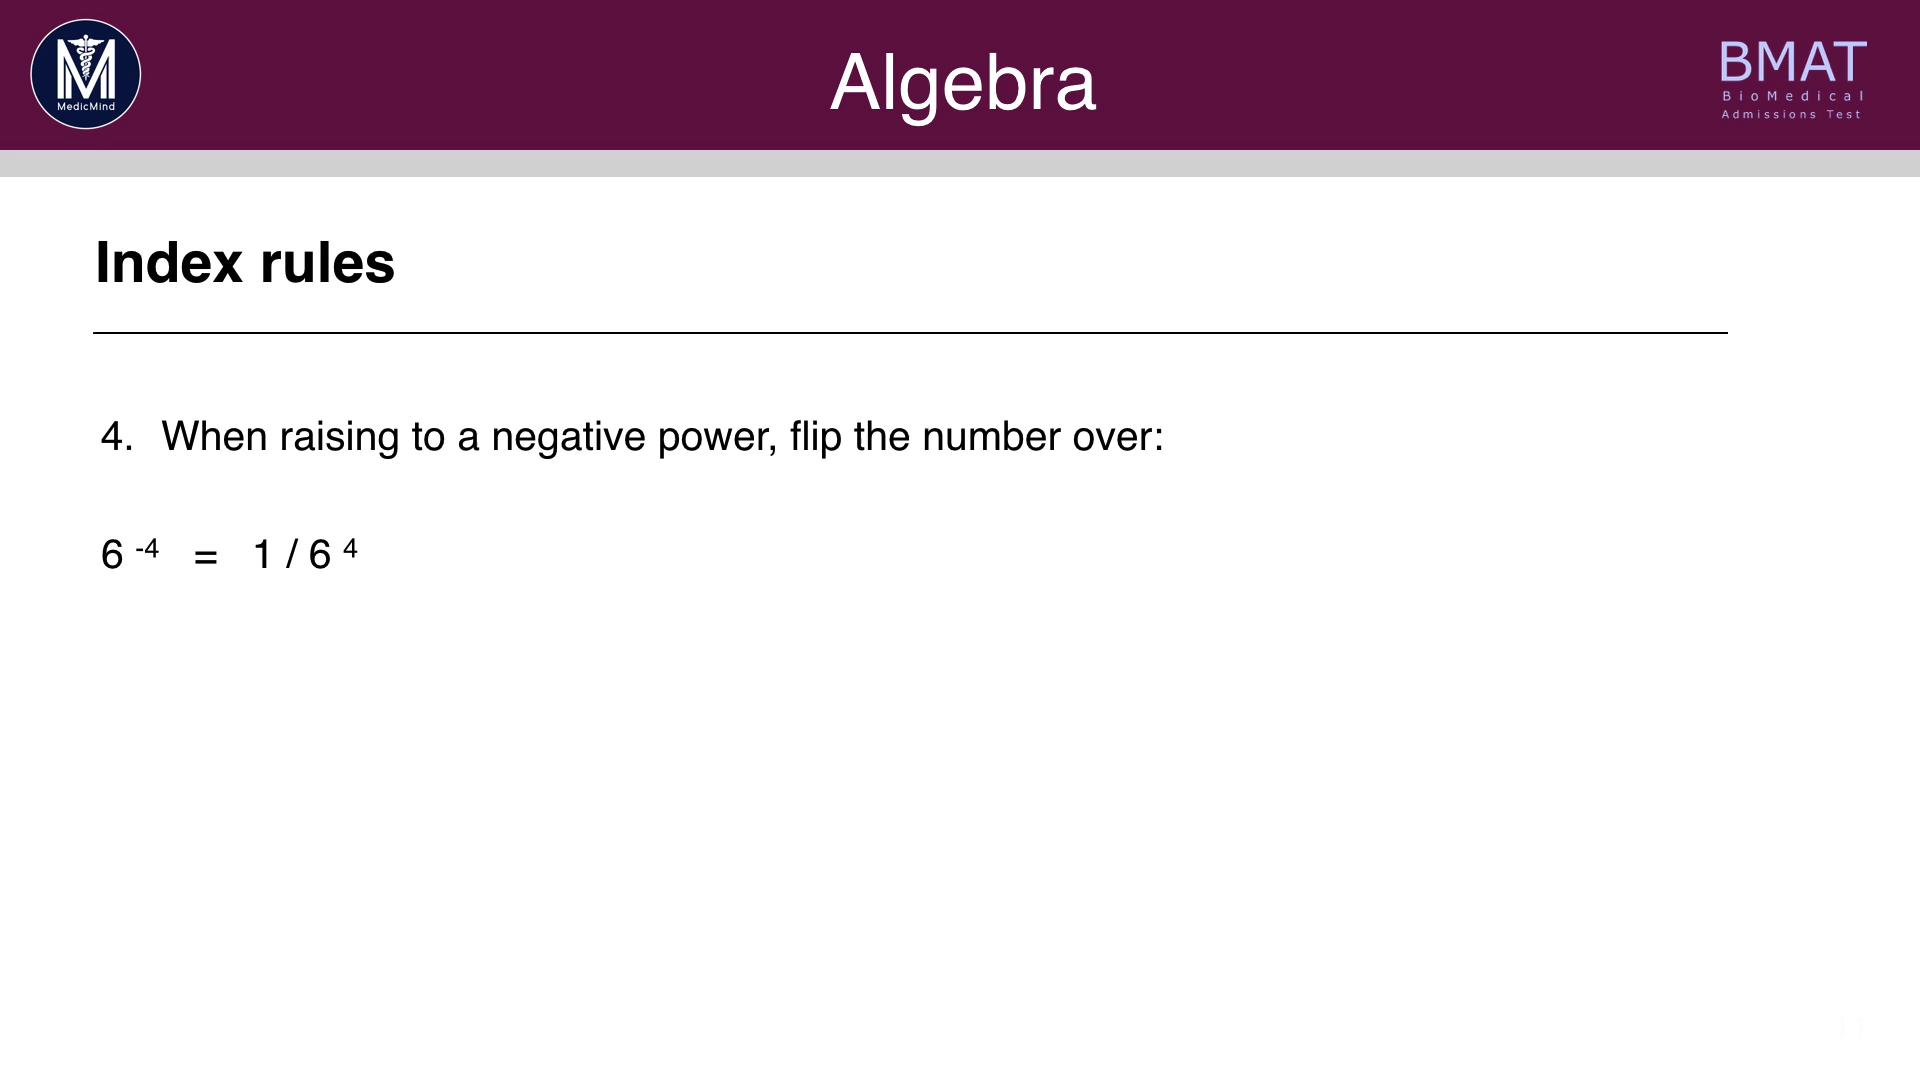 MedicMind
Algebra
BMAT
BioMedical
Admissions Test
Index rules
4. When raising to a negative power, flip the number over:
6 ⁻⁴ = 1 / 6 ⁴